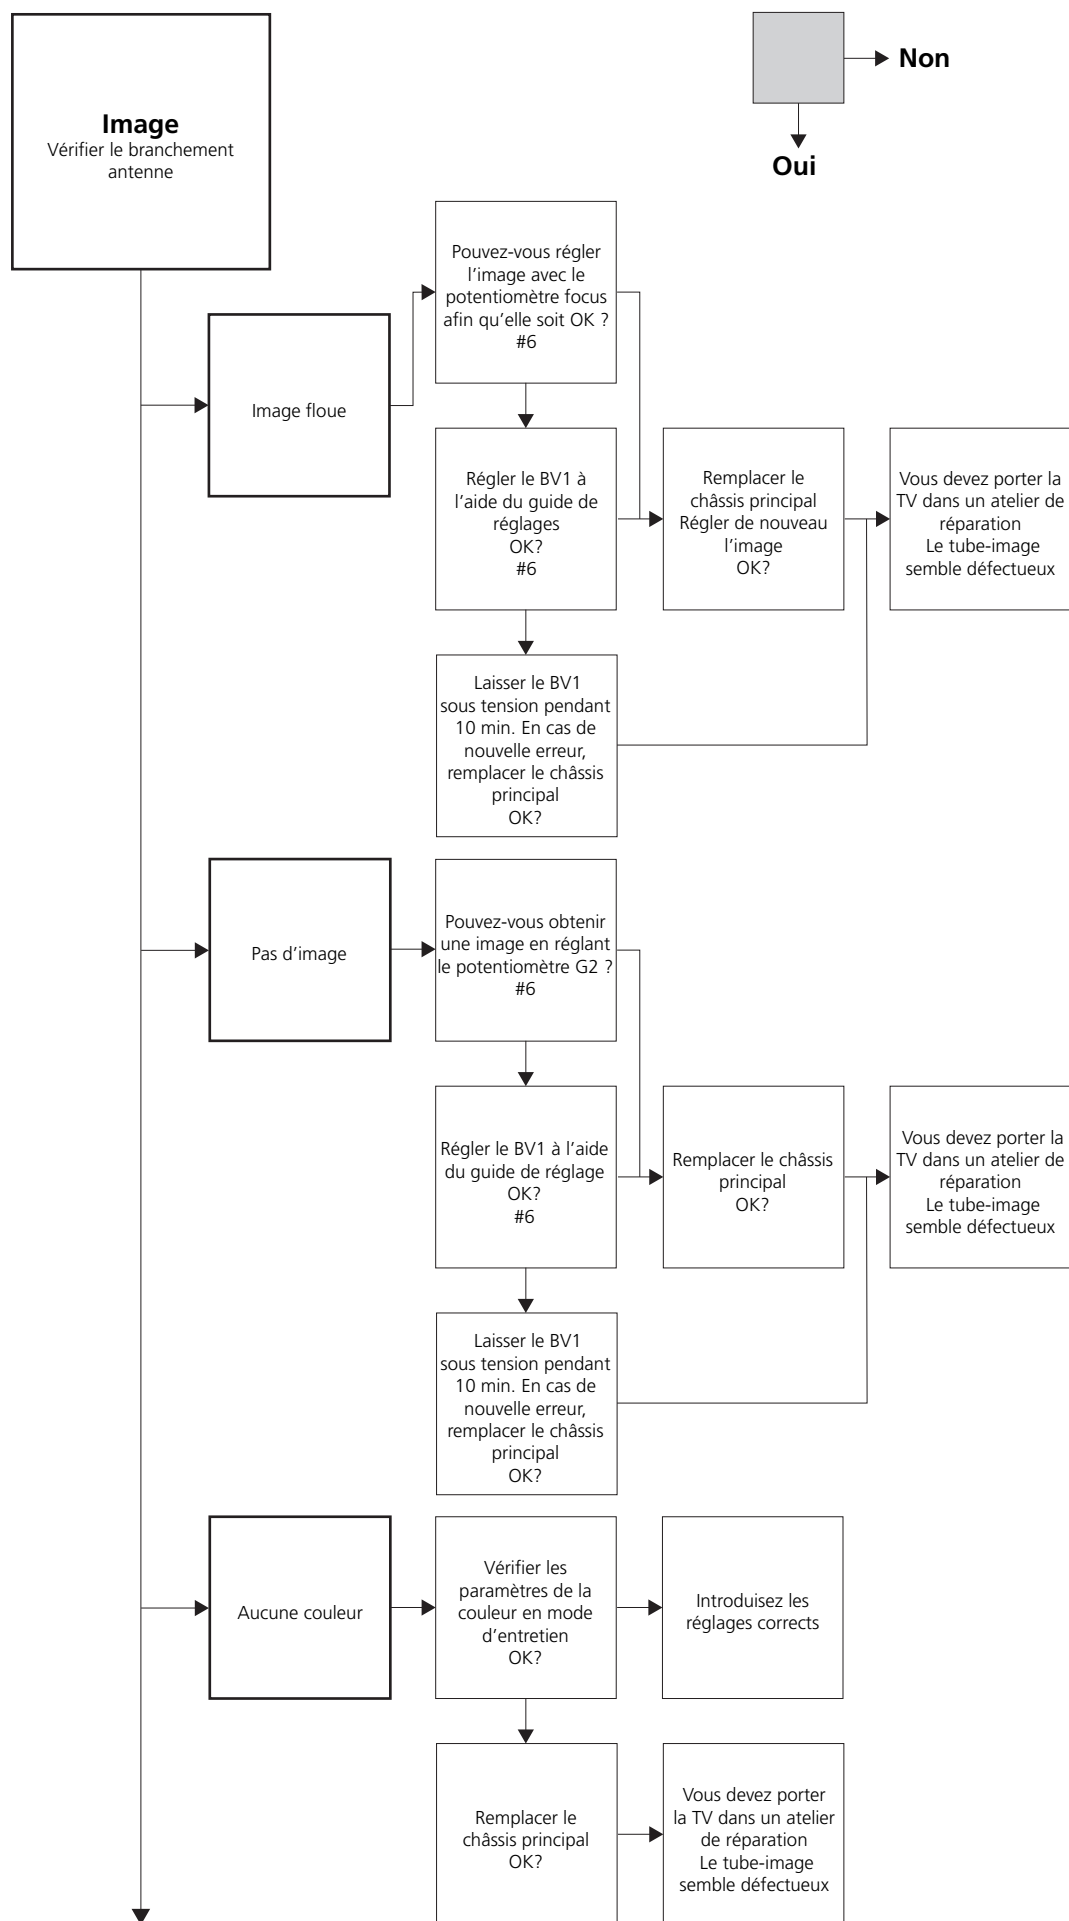 Image
Vérifier le branchement
antenne
Non
Oui
Pouvez-vous régler
l'image avec le
potentiomètre focus
afin qu'elle soit OK ?
#6
Image floue
Régler le BV1 à
l'aide du guide de
réglages
OK?
#6
Remplacer le
châssis principal
Régler de nouveau
l'image
OK?
Vous devez porter la
TV dans un atelier de
réparation
Le tube-image
semble défectueux
Laisser le BV1
sous tension pendant
10 min. En cas de
nouvelle erreur,
remplacer le châssis
principal
OK?
Pas d'image
Pouvez-vous obtenir
une image en réglant
le potentiomètre G2 ?
#6
Régler le BV1 à l'aide
du guide de réglage
OK?
#6
Remplacer le châssis
principal
OK?
Vous devez porter la
TV dans un atelier de
réparation
Le tube-image
semble défectueux
Laisser le BV1
sous tension pendant
10 min. En cas de
nouvelle erreur,
remplacer le châssis
principal
OK?
Aucune couleur
Vérifier les
paramètres de la
couleur en mode
d'entretien
OK?
Introduisez les
réglages corrects
Remplacer le
châssis principal
OK?
Vous devez porter
la TV dans un atelier
de réparation
Le tube-image
semble défectueux